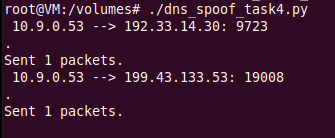 root@VM:/volumes# ./dns_spoof_task4.py
10.9.0.53 --> 192.33.14.30: 9723
.
Sent 1 packets.
10.9.0.53 --> 199.43.133.53: 19008
.
Sent 1 packets.